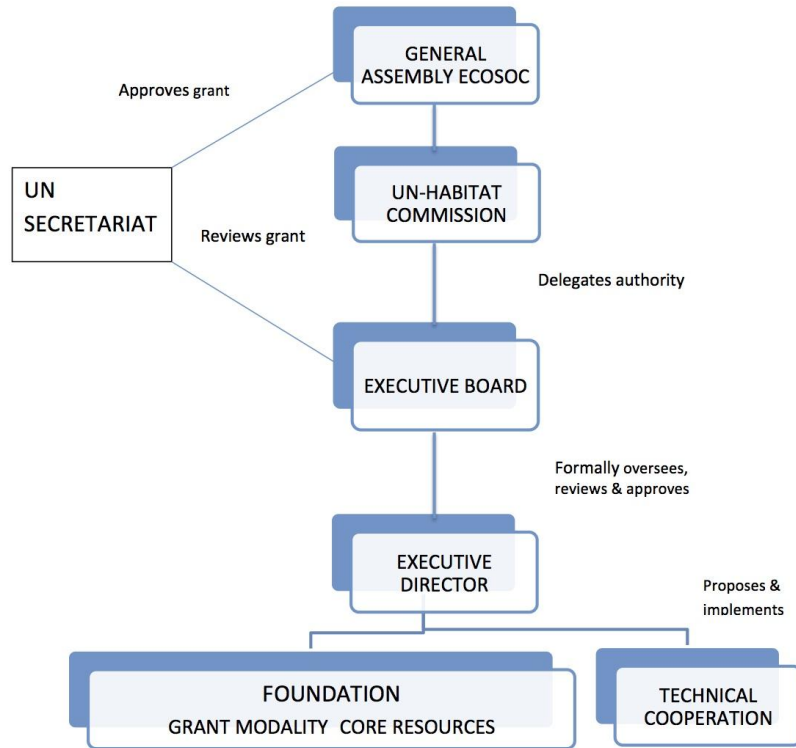 GENERAL
ASSEMBLY ECOSOC
Approves grant
UN
SECRETARIAT
UN-HABITAT
COMMISSION
Reviews grant
Delegates authority
EXECUTIVE BOARD
Formally oversees,
reviews & approves
EXECUTIVE
DIRECTOR
Proposes &
implements
FOUNDATION
GRANT MODALITY CORE RESOURCES
TECHNICAL
COOPERATION